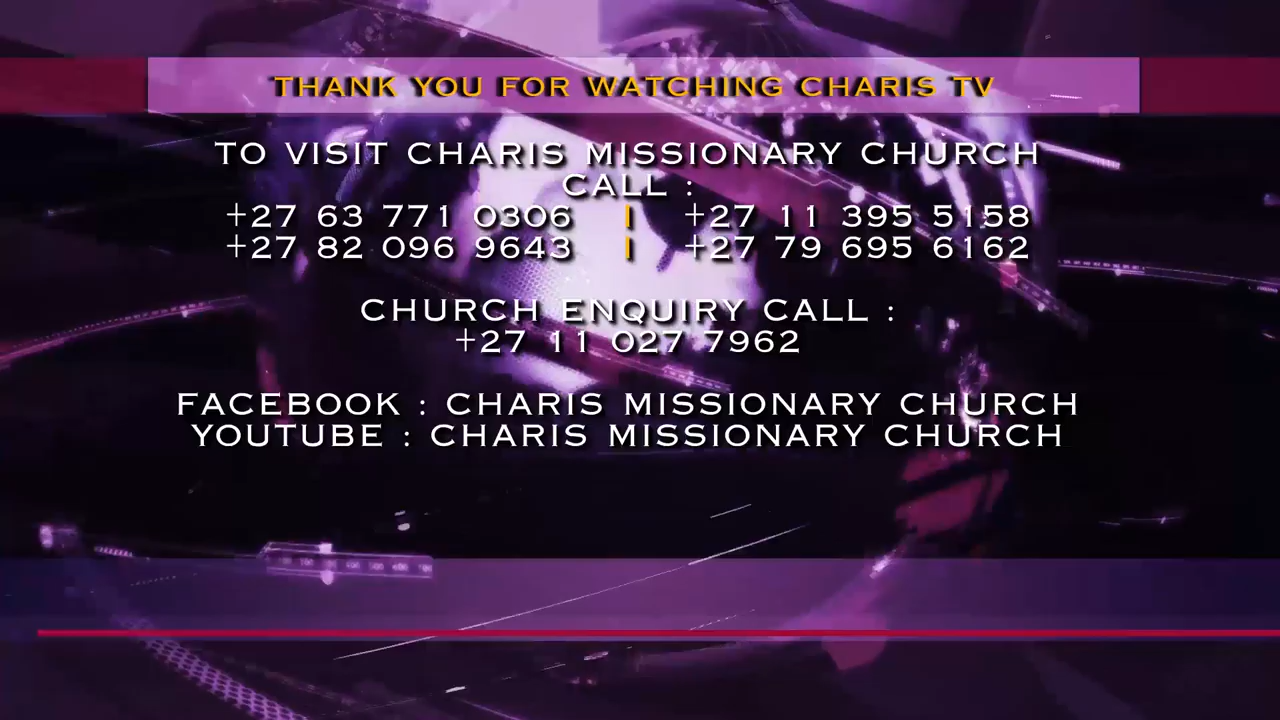 THANK YOU FOR WATCHING CHARIS TV
TO VISIT CHARIS MISSIONARY CHURCH
CALL :
+27 63 771 0306 | +27 11 395 5158
+27 82 096 9643 | +27 79 695 6162
CHURCH ENQUIRY CALL :
+27 11 027 7962
FACEBOOK : CHARIS MISSIONARY CHURCH
YOUTUBE : CHARIS MISSIONARY CHURCH